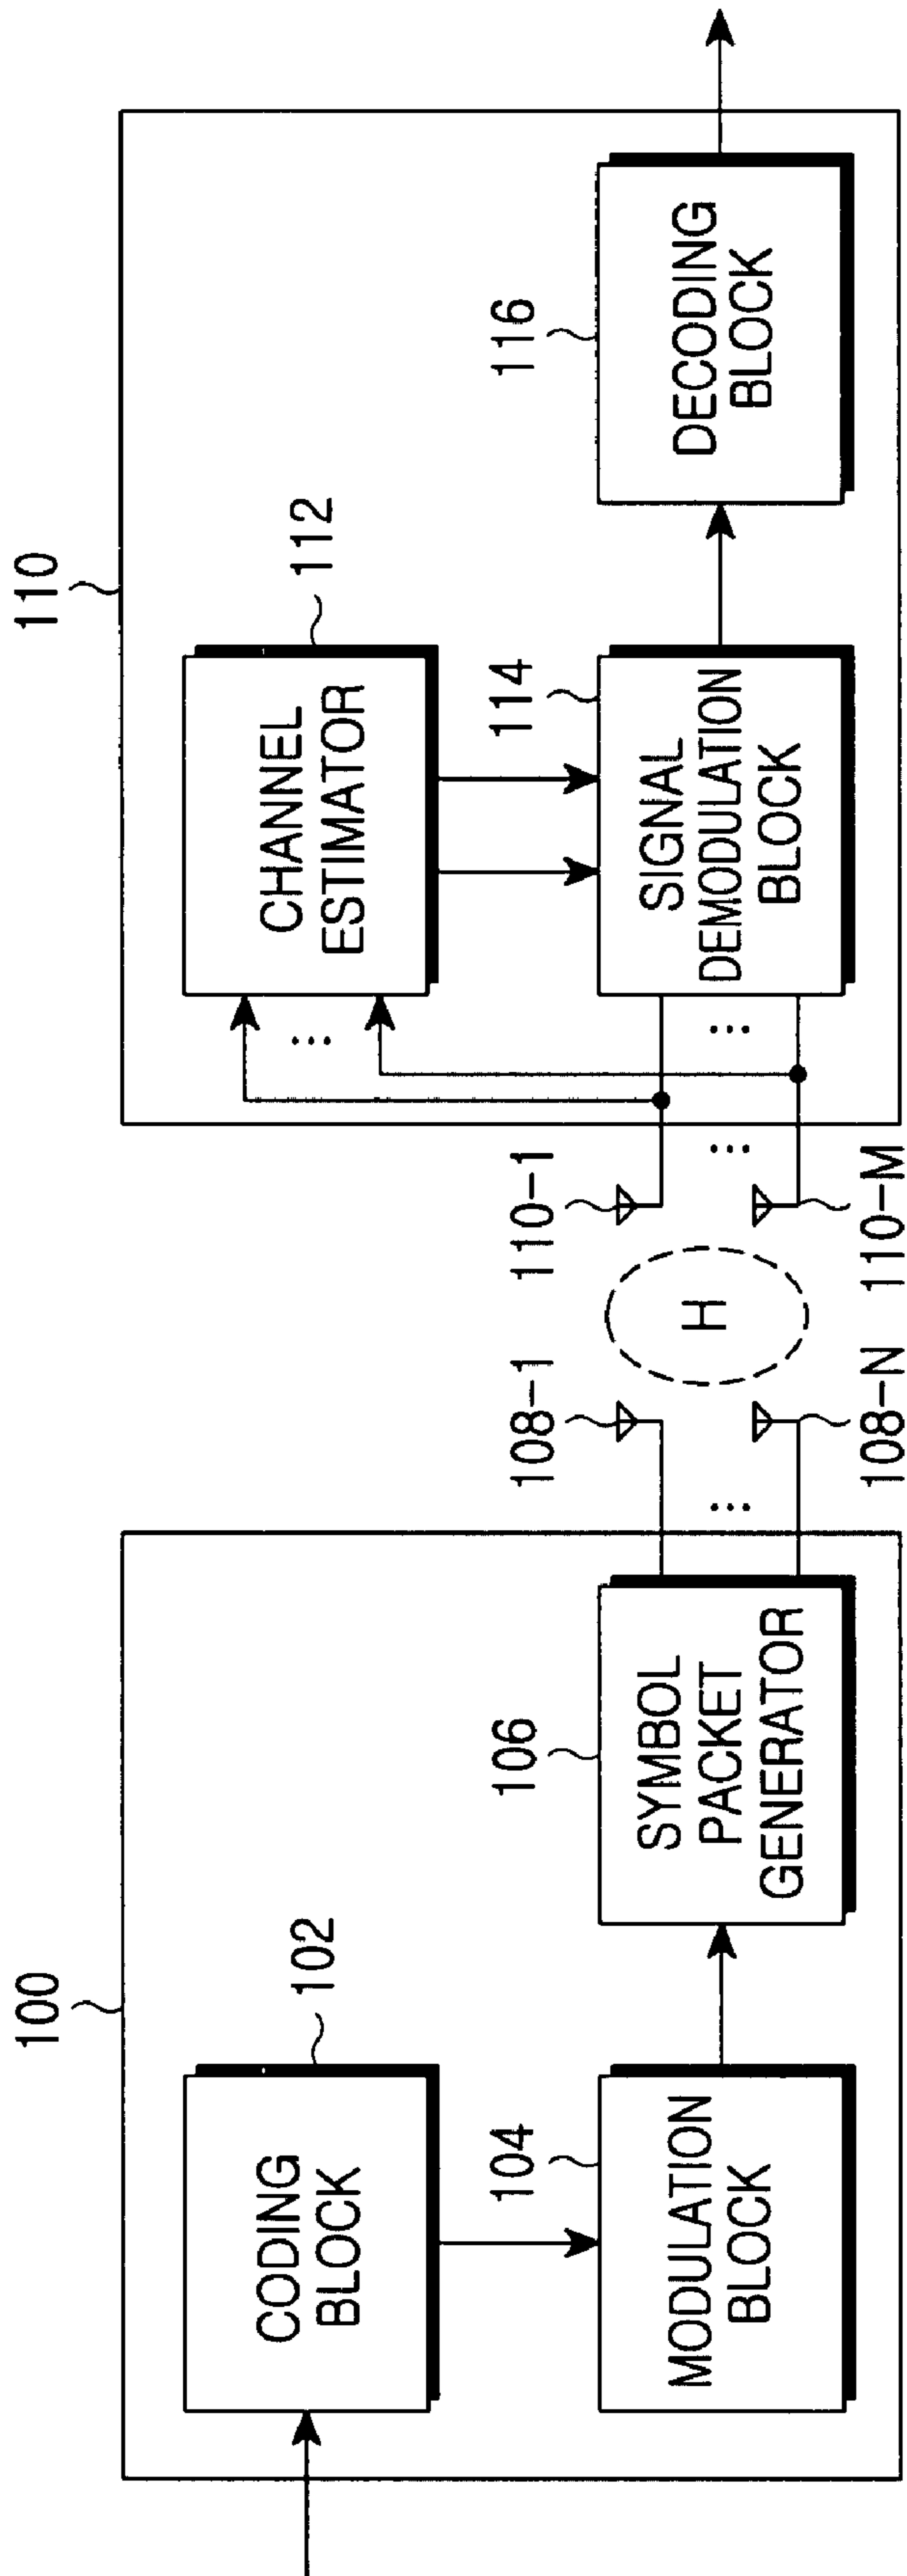 100
CODING
BLOCK
102
104
MODULATION
BLOCK
106
SYMBOL
PACKET
GENERATOR
⋮
108-1
108-N
H
110-1
110-M
⋮
110
CHANNEL
ESTIMATOR
112
⋮
114
SIGNAL
DEMODULATION
BLOCK
⋮
116
DECODING
BLOCK